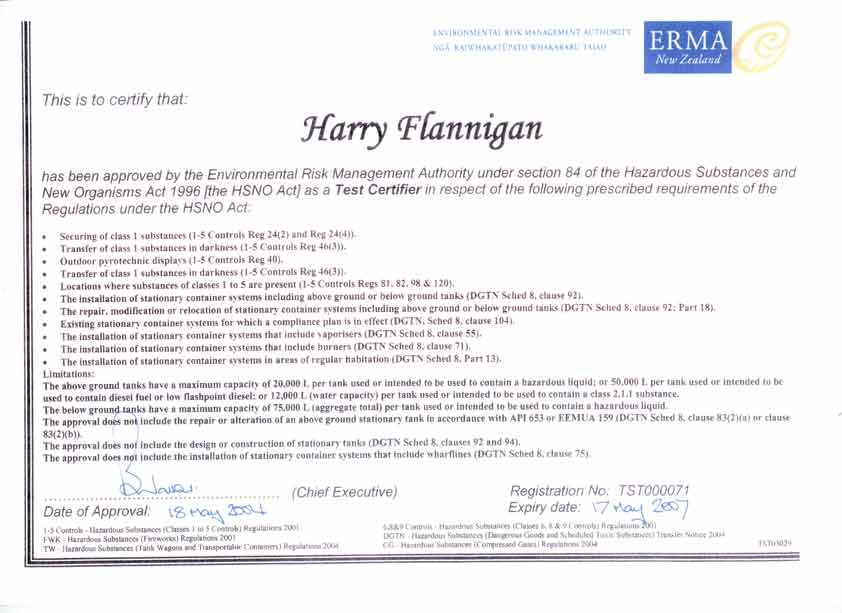 ENVIRONMENTAL RISK MANAGEMENT AUTHORITY
NGĀ KAIWHAKATŪPATO WHAKARARU TAIAO
ERMA
New Zealand
This is to certify that:
Harry Flannigan
has been approved by the Environmental Risk Management Authority under section 84 of the Hazardous Substances and
New Organisms Act 1996 [the HSNO Act] as a Test Certifier in respect of the following prescribed requirements of the
Regulations under the HSNO Act:
• Securing of class 1 substances (1-5 Controls Reg 24(2) and Reg 24(4)).
• Transfer of class 1 substances in darkness (1-5 Controls Reg 46(3)).
• Outdoor pyrotechnic displays (1-5 Controls Reg 40).
• Transfer of class 1 substances in darkness (1-5 Controls Reg 46(3)).
• Locations where substances of classes 1 to 5 are present (1-5 Controls Regs 81, 82, 98 & 120).
• The installation of stationary container systems including above ground or below ground tanks (DGTN Sched 8, clause 92).
• The repair, modification or relocation of stationary container systems including above ground or below ground tanks (DGTN Sched 8, clause 92; Part 18).
• Existing stationary container systems for which a compliance plan is in effect (DGTN, Sched 8, clause 104).
• The installation of stationary container systems that include vaporisers (DGTN Sched 8, clause 55).
• The installation of stationary container systems that include burners (DGTN Sched 8, clause 71).
• The installation of stationary container systems in areas of regular habitation (DGTN Sched 8, Part 13).
Limitations:
The above ground tanks have a maximum capacity of 20,000 L per tank used or intended to be used to contain a hazardous liquid; or 50,000 L per tank used or intended to be
used to contain diesel fuel or low flashpoint diesel; or 12,000 L (water capacity) per tank used or intended to be used to contain a class 2.1.1 substance.
The below ground tanks have a maximum capacity of 75,000 L (aggregate total) per tank used or intended to be used to contain a hazardous liquid.
The approval does not include the repair or alteration of an above ground stationary tank in accordance with API 653 or EEMUA 159 (DGTN Sched 8, clause 83(2)(a) or clause
83(2)(b)).
The approval does not include the design or construction of stationary tanks (DGTN Sched 8, clauses 92 and 94).
The approval does not include the installation of stationary container systems that include wharflines (DGTN Sched 8, clause 75).
(Chief Executive)
Registration No: TST000071
Date of Approval: 18 May 2004
Expiry date: 17 May 2007
1-5 Controls - Hazardous Substances (Classes 1 to 5 Controls) Regulations 2001
FWK - Hazardous Substances (Fireworks) Regulations 2001
TW - Hazardous Substances (Tank Wagons and Transportable Containers) Regulations 2004
6,8&9 Controls - Hazardous Substances (Classes 6, 8 & 9 Controls) Regulations 2001
DGTN - Hazardous Substances (Dangerous Goods and Scheduled Toxic Substances) Transfer Notice 2004
CG - Hazardous Substances (Compressed Gases) Regulations 2004
TST03029